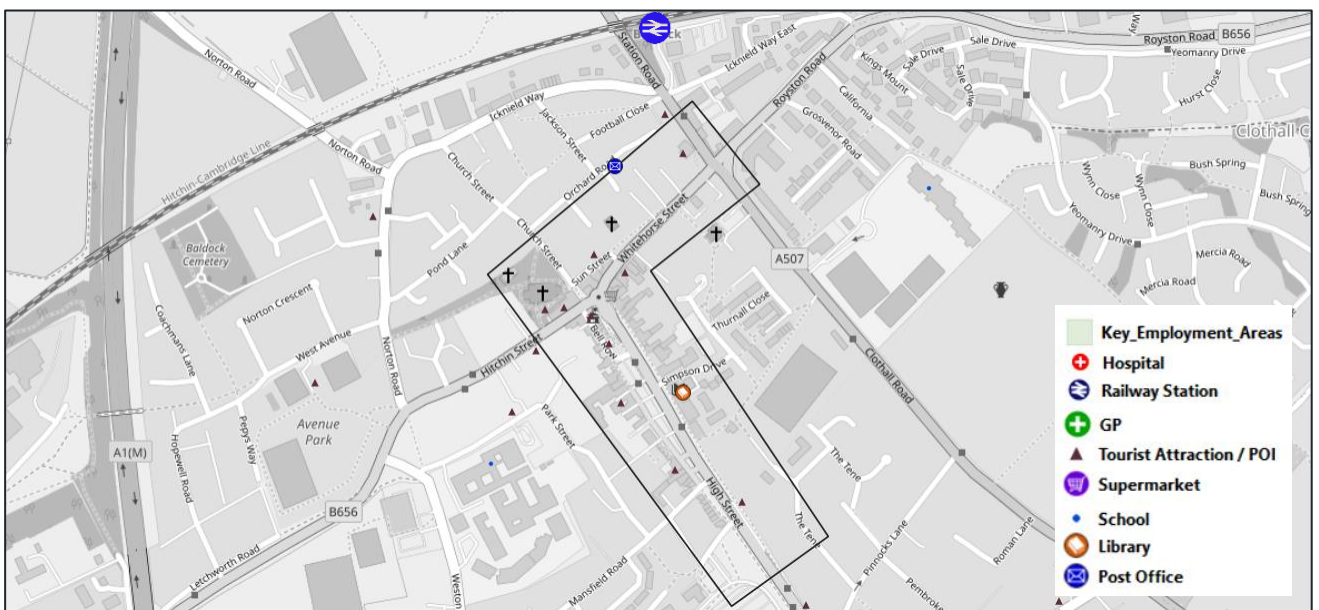 Royston Road
B656
Yeomanry Drive
Way
Sale Drive
Sale Drive
Sale Drive
Kings Mount
Hurst Close
Icknield Way East
Station Road
Royston Road
California
Grosvenor Road
Norton Road
Icknield Way
Football Close
Jackson Street
Norton Road
Hitchin-Cambridge Line
Church Street
Orchard Road
Clothall C
Bush Spring
Bush Spring
Wynn Close
Wynn Close
Yeomanry Drive
Mercia Road
Mercia Road
Baldock
Cemetery
Pond Lane
Church Street
Whitehorse Street
Sun Street
A507
Norton Crescent
West Avenue
Coachmans Lane
Norton Road
Hitchin Street
Bell Row
Thurnall Close
Simpson Drive
Clothall Road
Avenue
Park
Park Street
Pepys Way
Hopewell Road
A1(M)
B656
High Street
The Tene
The Tene
Pinnocks Lane
Roman Lane
Letchworth Road
Weston
Mansfield Road
Pembroke
Key_Employment_Areas
Hospital
Railway Station
GP
Tourist Attraction / POI
Supermarket
School
Library
Post Office